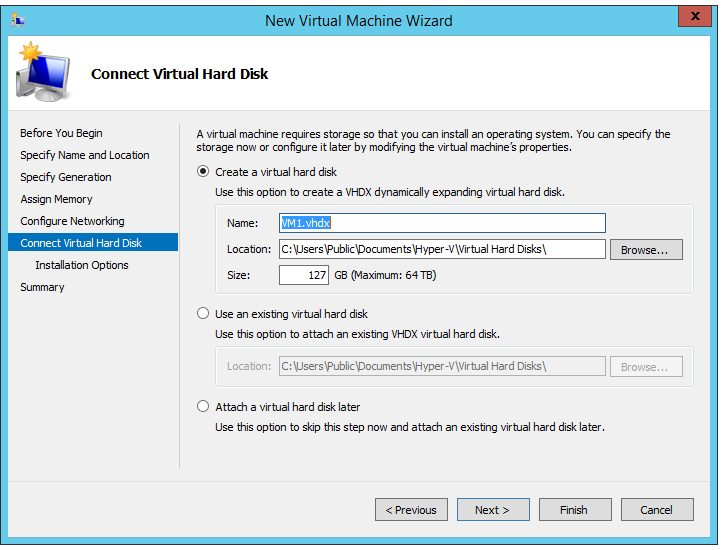 New Virtual Machine Wizard
x
Connect Virtual Hard Disk
Before You Begin
Specify Name and Location
Specify Generation
Assign Memory
Configure Networking
Connect Virtual Hard Disk
Installation Options
Summary
A virtual machine requires storage so that you can install an operating system. You can specify the
storage now or configure it later by modifying the virtual machine's properties.
Create a virtual hard disk
Use this option to create a VHDX dynamically expanding virtual hard disk.
Name: VM1.vhdx
Location: C:\Users\Public\Documents\Hyper-V\Virtual Hard Disks\ Browse...
Size: 127 GB (Maximum: 64 TB)
Use an existing virtual hard disk
Use this option to attach an existing VHDX virtual hard disk.
Location: C:\Users\Public\Documents\Hyper-V\Virtual Hard Disks\ Browse...
Attach a virtual hard disk later
Use this option to skip this step now and attach an existing virtual hard disk later.
< Previous Next > Finish Cancel